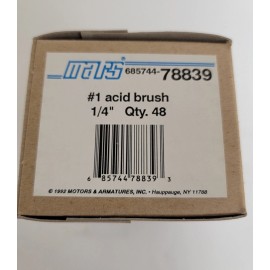 mars 685744-78839
#1 acid brush
1/4" Qty. 48
6 85744 78839 3
© 1992 MOTORS & ARMATURES, INC. • Hauppauge, NY 11788